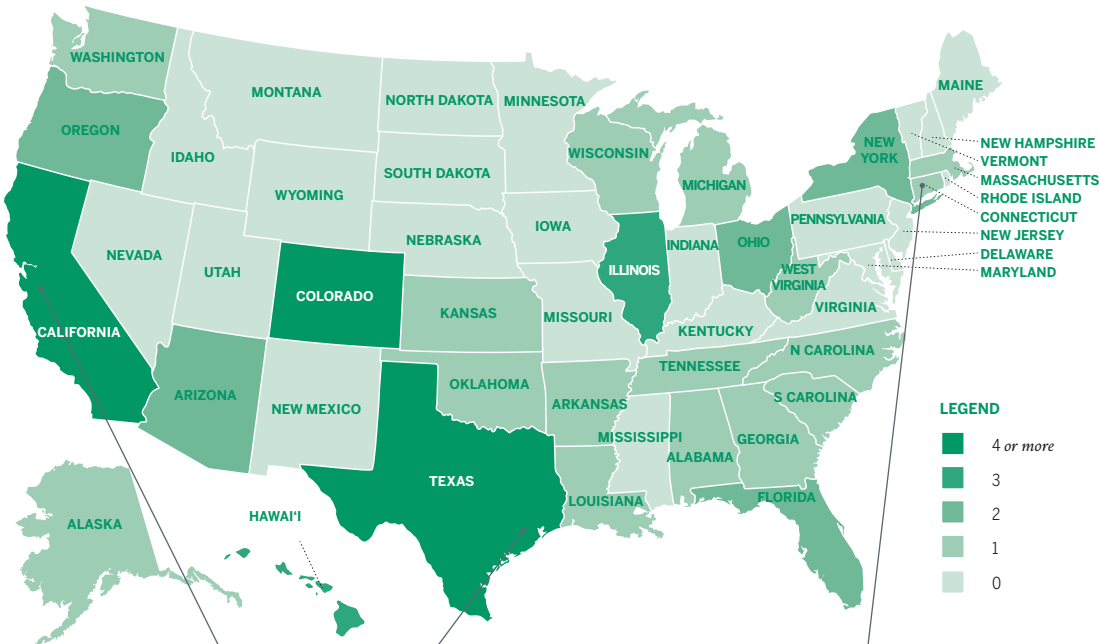 WASHINGTON
MONTANA
NORTH DAKOTA
MINNESOTA
MAINE
OREGON
IDAHO
WISCONSIN
NEW
YORK
NEW HAMPSHIRE
VERMONT
MASSACHUSETTS
RHODE ISLAND
CONNECTICUT
NEW JERSEY
DELAWARE
MARYLAND
SOUTH DAKOTA
MICHIGAN
WYOMING
IOWA
PENNSYLVANIA
NEBRASKA
NEVADA
UTAH
INDIANA
OHIO
ILLINOIS
WEST
VIRGINIA
COLORADO
VIRGINIA
KANSAS
MISSOURI
CALIFORNIA
KENTUCKY
N CAROLINA
TENNESSEE
OKLAHOMA
ARIZONA
NEW MEXICO
ARKANSAS
S CAROLINA
MISSISSIPPI
GEORGIA
ALABAMA
TEXAS
LOUISIANA
FLORIDA
ALASKA
HAWAI‘I
LEGEND
4 or more
3
2
1
0